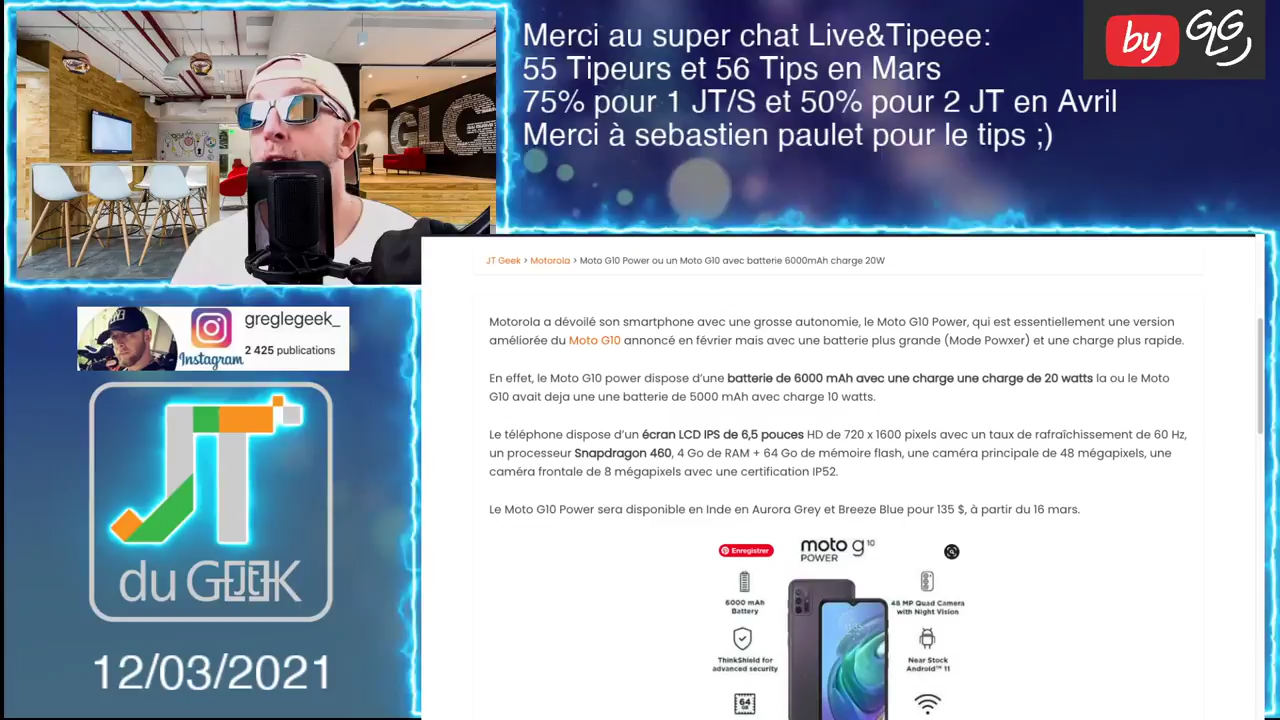 Merci au super chat Live&Tipeee:
55 Tipeurs et 56 Tips en Mars
75% pour 1 JT/S et 50% pour 2 JT en Avril
Merci à sebastien paulet pour le tips ;)
by GLG
GLG
greglegeek_
Instagram
2 425 publications
JT
du GEEK
12/03/2021
JT Geek > Motorola > Moto G10 Power ou un Moto G10 avec batterie 6000mAh charge 20W
Motorola a dévoilé son smartphone avec une grosse autonomie, le Moto G10 Power, qui est essentiellement une version
améliorée du Moto G10 annoncé en février mais avec une batterie plus grande (Mode Powxer) et une charge plus rapide.
En effet, le Moto G10 power dispose d'une batterie de 6000 mAh avec une charge une charge de 20 watts la ou le Moto
G10 avait deja une une batterie de 5000 mAh avec charge 10 watts.
Le téléphone dispose d'un écran LCD IPS de 6,5 pouces HD de 720 x 1600 pixels avec un taux de rafraîchissement de 60 Hz,
un processeur Snapdragon 460, 4 Go de RAM + 64 Go de mémoire flash, une caméra principale de 48 mégapixels, une
caméra frontale de 8 mégapixels avec une certification IP52.
Le Moto G10 Power sera disponible en Inde en Aurora Grey et Breeze Blue pour 135 $, à partir du 16 mars.
Enregistrer
moto g10
POWER
6000 mAh
Battery
48 MP Quad Camera
with Night Vision
ThinkShield for
advanced security
Near Stock
Android™ 11
64
GB